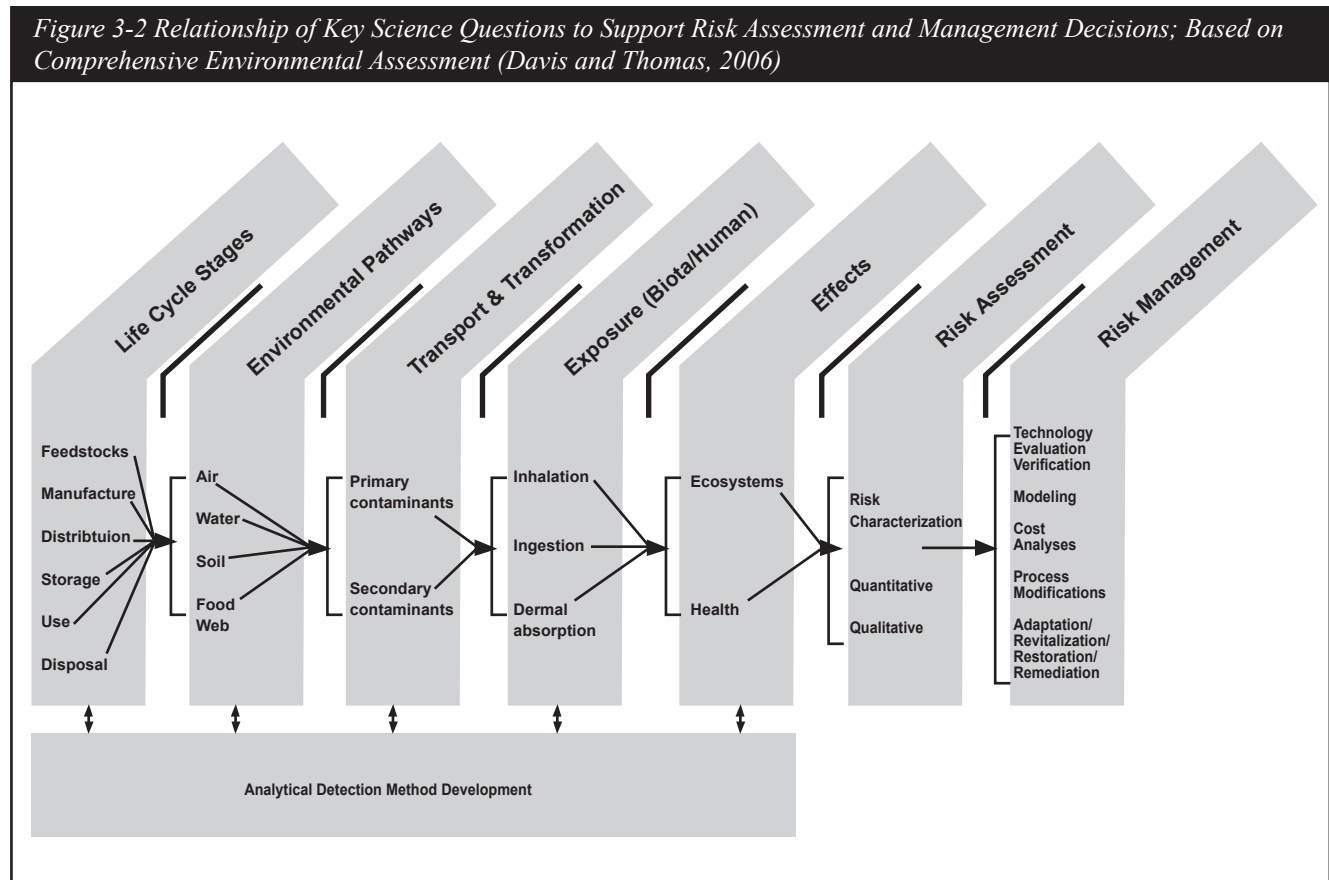 Figure 3-2 Relationship of Key Science Questions to Support Risk Assessment and Management Decisions; Based on
Comprehensive Environmental Assessment (Davis and Thomas, 2006)
Life Cycle Stages
Environmental Pathways
Transport & Transformation
Exposure (Biota/Human)
Effects
Risk Assessment
Risk Management
Feedstocks
Manufacture
Distribtuion
Storage
Use
Disposal
Air
Water
Soil
Food
Web
Primary
contaminants
Secondary
contaminants
Inhalation
Ingestion
Dermal
absorption
Ecosystems
Health
Risk
Characterization
Quantitative
Qualitative
Technology
Evaluation
Verification
Modeling
Cost
Analyses
Process
Modifications
Adaptation/
Revitalization/
Restoration/
Remediation
Analytical Detection Method Development